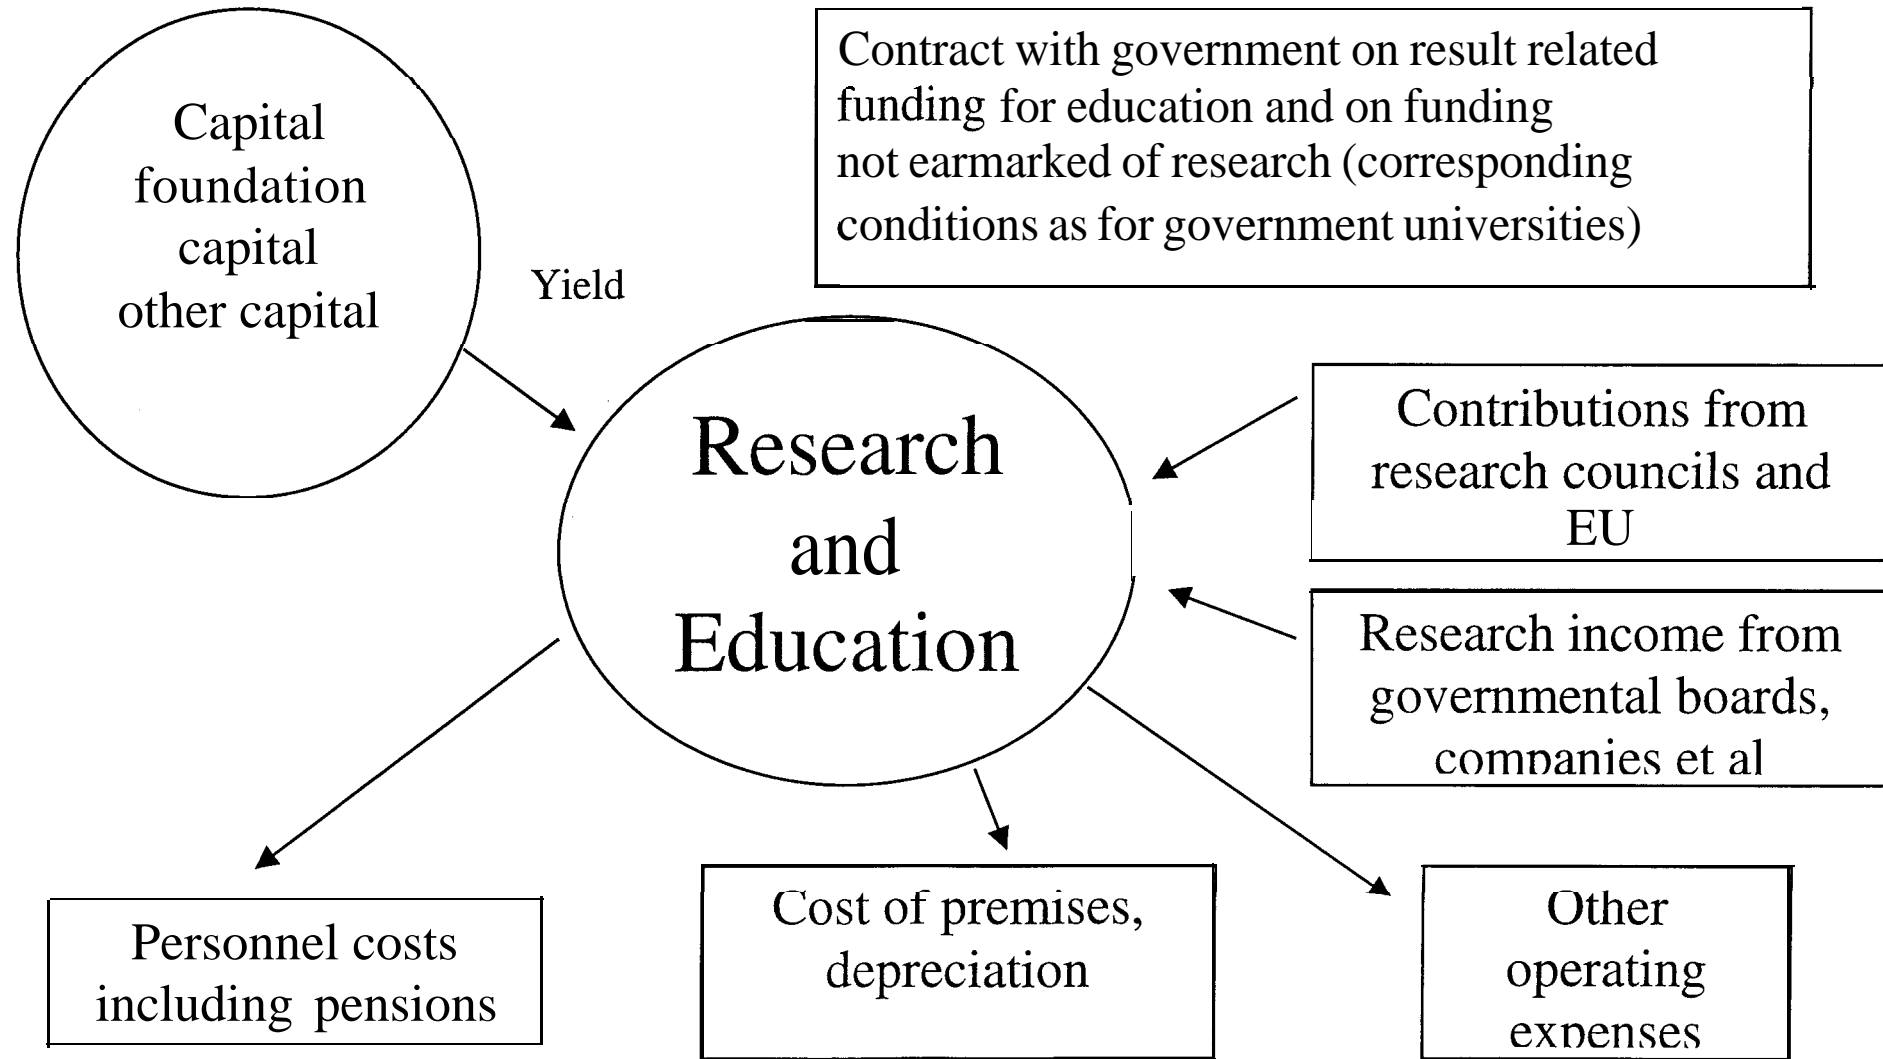 Capital
foundation
capital
other capital
Yield
Contract with government on result related
funding for education and on funding
not earmarked of research (corresponding
conditions as for government universities)
Research
and
Education
Contributions from
research councils and
EU
Research income from
governmental boards,
companies et al
Personnel costs
including pensions
Cost of premises,
depreciation
Other
operating
expenses